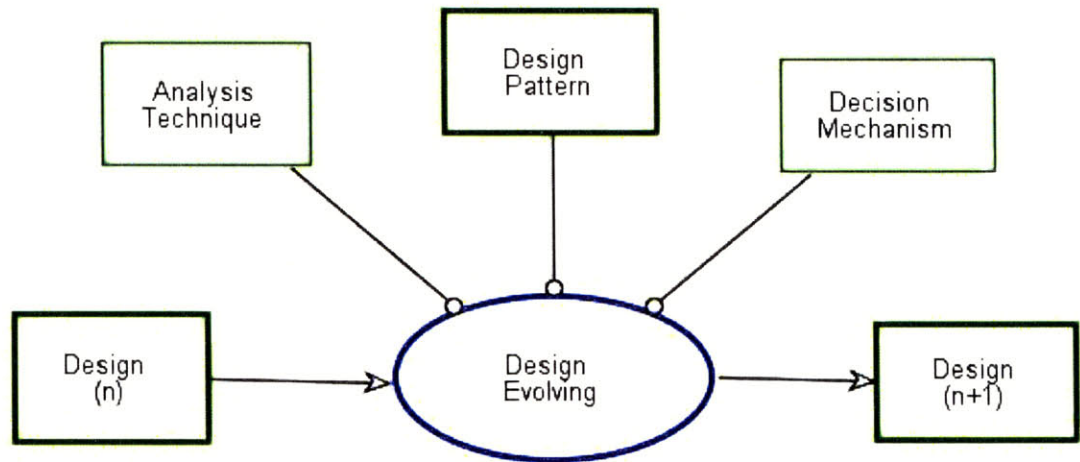 Analysis
Technique
Design
Pattern
Decision
Mechanism
Design
(n)
Design
Evolving
Design
(n+1)